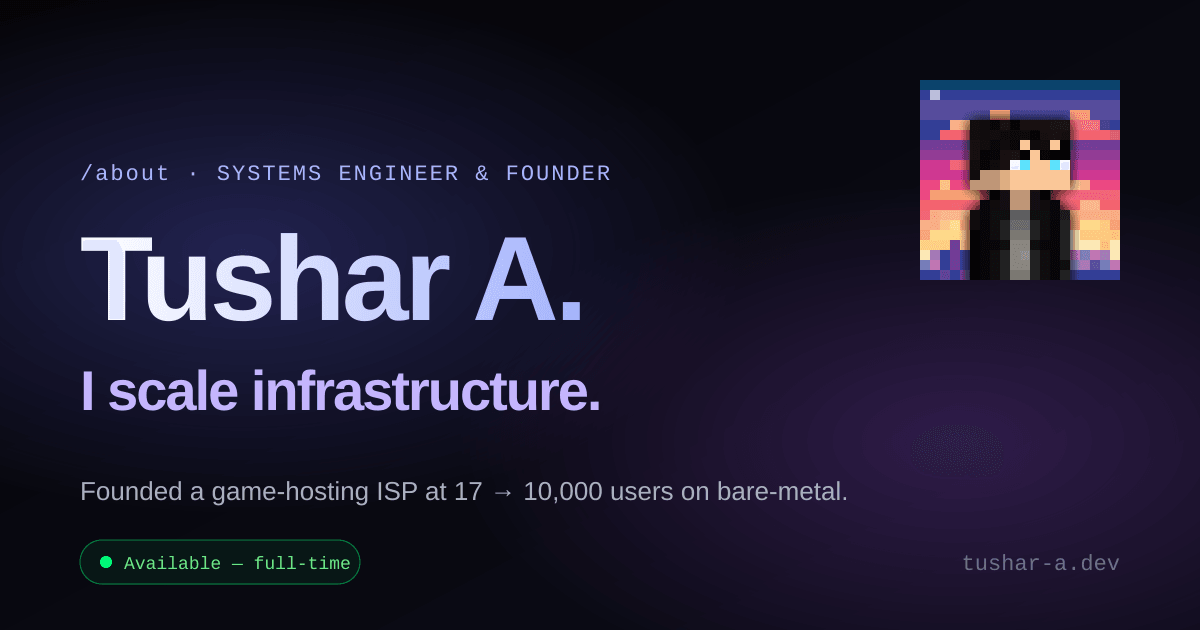 /about · SYSTEMS ENGINEER & FOUNDER
Tushar A.
I scale infrastructure.
Founded a game-hosting ISP at 17 → 10,000 users on bare-metal.
Available — full-time
tushar-a.dev